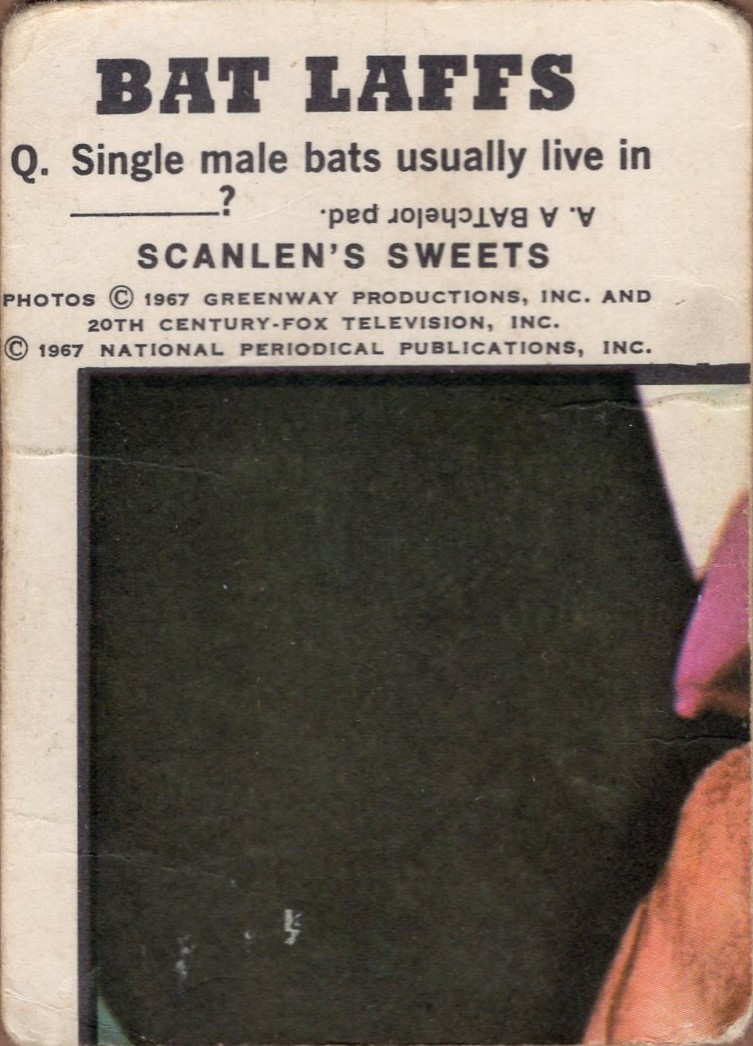 BAT LAFFS
Q. Single male bats usually live in
________?
A. A BATchelor pad.
SCANLEN'S SWEETS
PHOTOS © 1967 GREENWAY PRODUCTIONS, INC. AND
20TH CENTURY-FOX TELEVISION, INC.
© 1967 NATIONAL PERIODICAL PUBLICATIONS, INC.